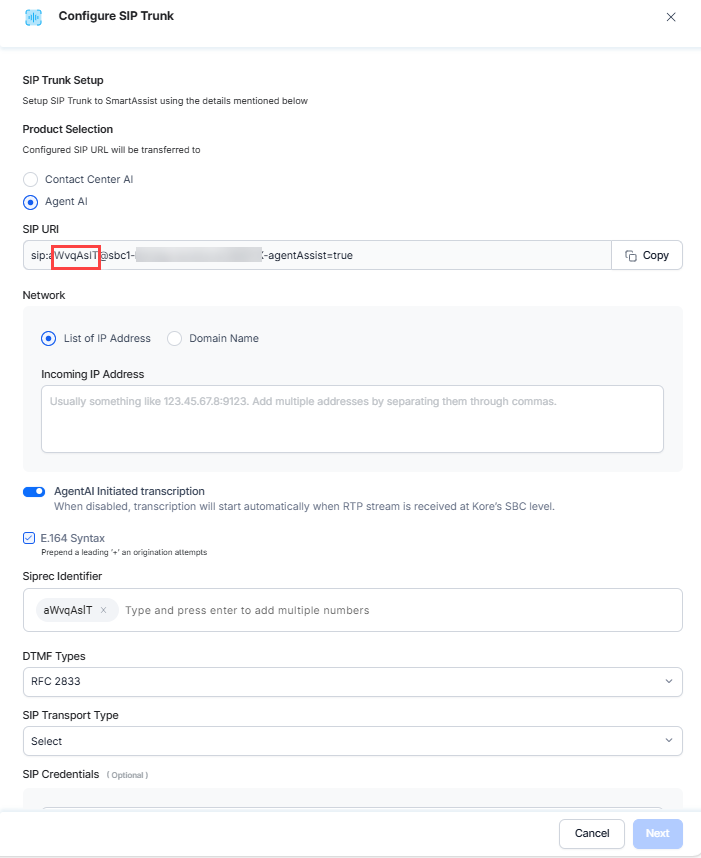 Configure SIP Trunk
SIP Trunk Setup
Setup SIP Trunk to SmartAssist using the details mentioned below
Product Selection
Configured SIP URL will be transferred to
Contact Center AI
Agent AI
SIP URI
sip:aWvqAslT@sbc1- -agentAssist=true
Copy
Network
List of IP Address
Domain Name
Incoming IP Address
Usually something like 123.45.67.8:9123. Add multiple addresses by separating them through commas.
AgentAI Initiated transcription
When disabled, transcription will start automatically when RTP stream is received at Kore's SBC level.
E.164 Syntax
Prepend a leading '+' an origination attempts
Siprec Identifier
aWvqAslT × Type and press enter to add multiple numbers
DTMF Types
RFC 2833
SIP Transport Type
Select
SIP Credentials ( Optional )
Cancel
Next